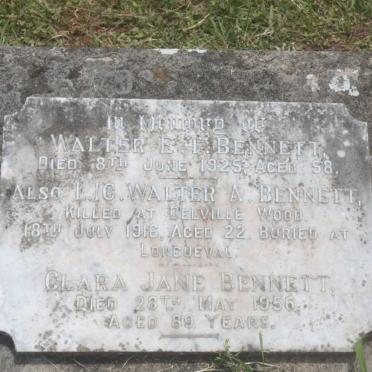 In Memory of
Walter E. T. Bennett,
Died 8th June 1925, Aged 58.
Also L/C. Walter A. Bennett,
Killed at Delville Wood
18th July 1916, Aged 22. Buried at
Longueval.
Clara Jane Bennett,
Died 28th May 1956,
Aged 89 Years.